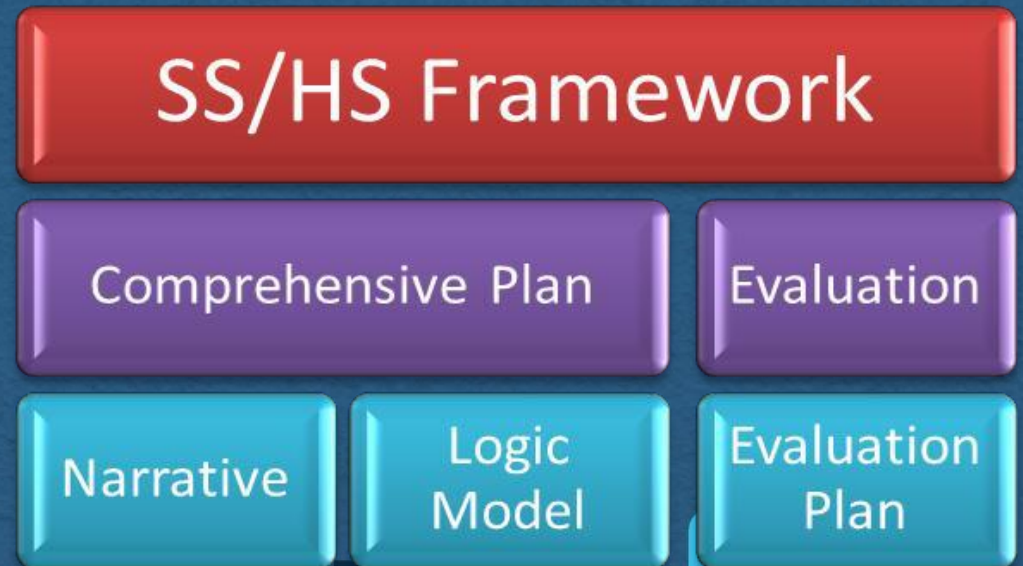 SS/HS Framework
Comprehensive Plan
Evaluation
Narrative
Logic
Model
Evaluation
Plan